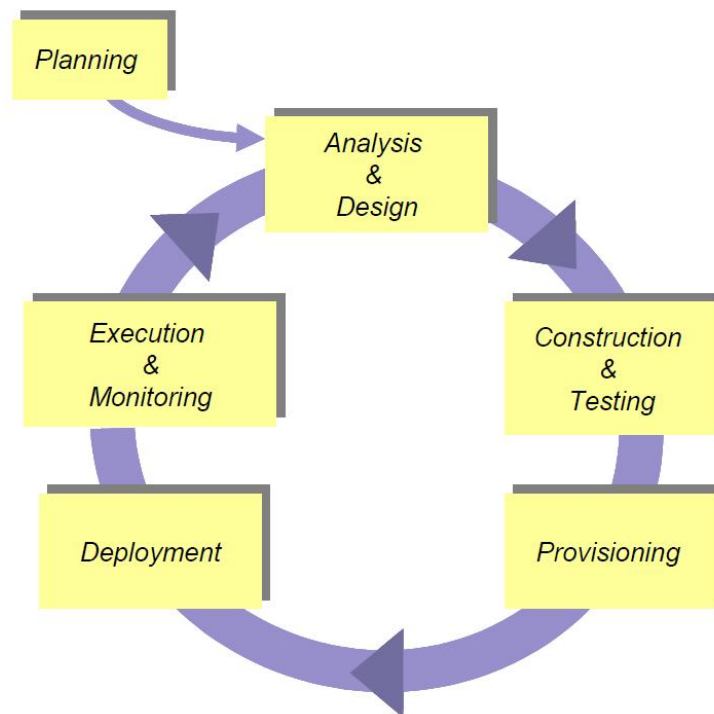 Planning
Analysis
&
Design
Execution
&
Monitoring
Construction
&
Testing
Deployment
Provisioning